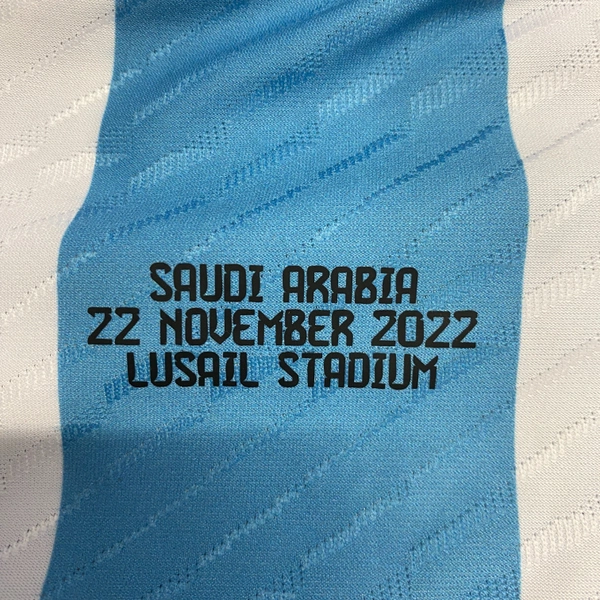 SAUDI ARABIA
22 NOVEMBER 2022
LUSAIL STADIUM